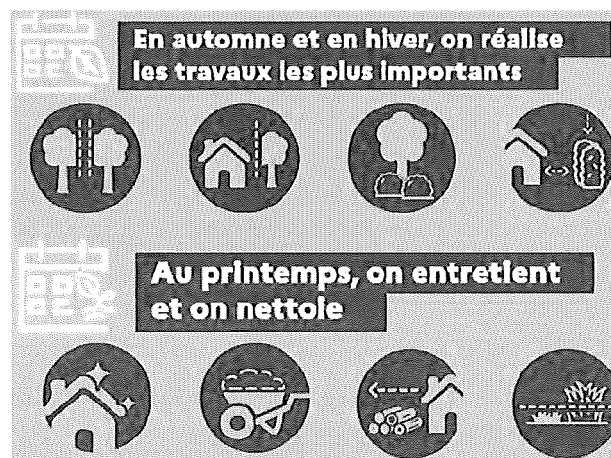 En automne et en hiver, on réalise
les travaux les plus importants
Au printemps, on entretient
et on nettoie